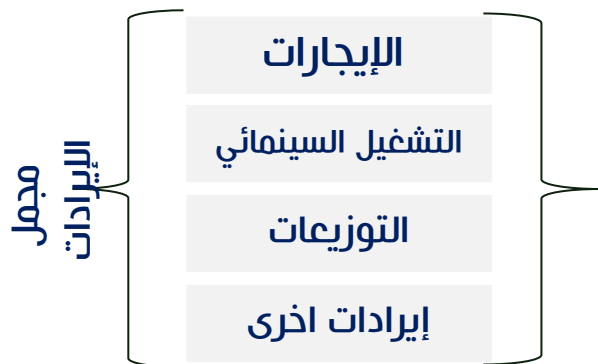 الإيجارات
التشغيل السينمائي
التوزيعات
إيرادات اخرى
مجمل
الإيرادات